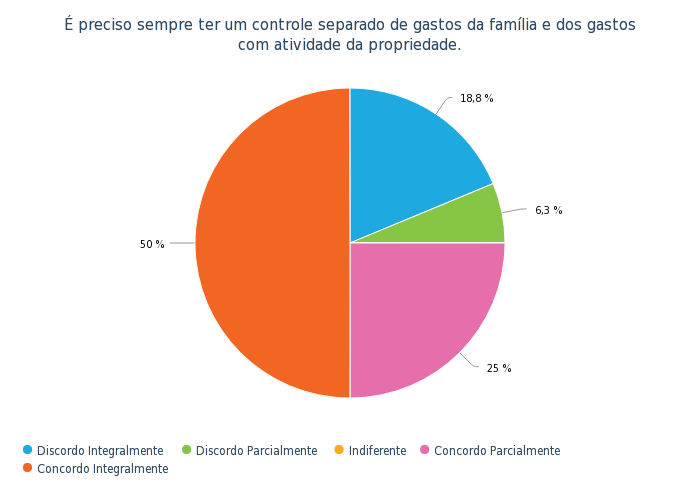 É preciso sempre ter um controle separado de gastos da família e dos gastos
com atividade da propriedade.
18,8 %
6,3 %
50 %
25 %
Discordo Integralmente
Discordo Parcialmente
Indiferente
Concordo Parcialmente
Concordo Integralmente